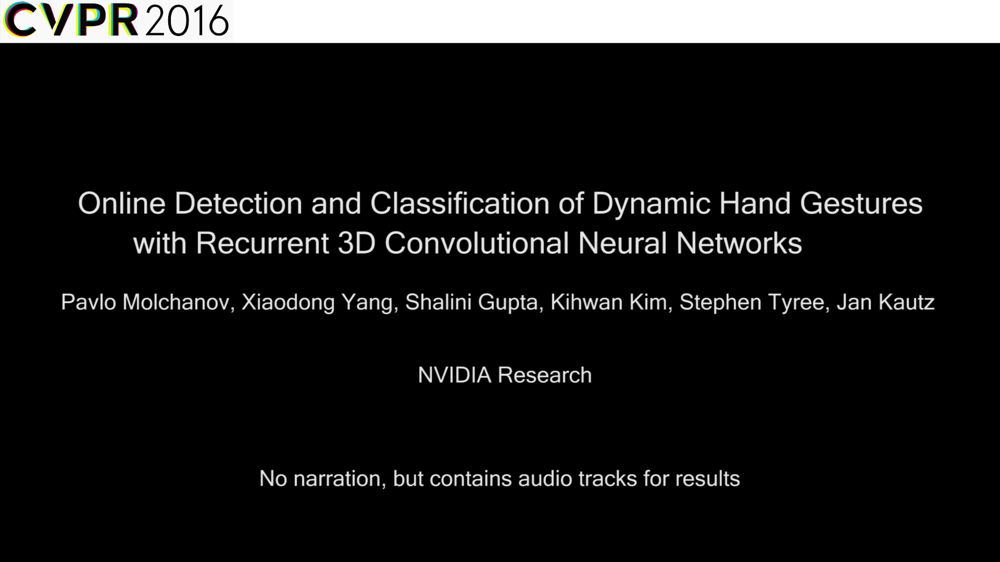 CVPR 2016
Online Detection and Classification of Dynamic Hand Gestures
with Recurrent 3D Convolutional Neural Networks
Pavlo Molchanov, Xiaodong Yang, Shalini Gupta, Kihwan Kim, Stephen Tyree, Jan Kautz
NVIDIA Research
No narration, but contains audio tracks for results